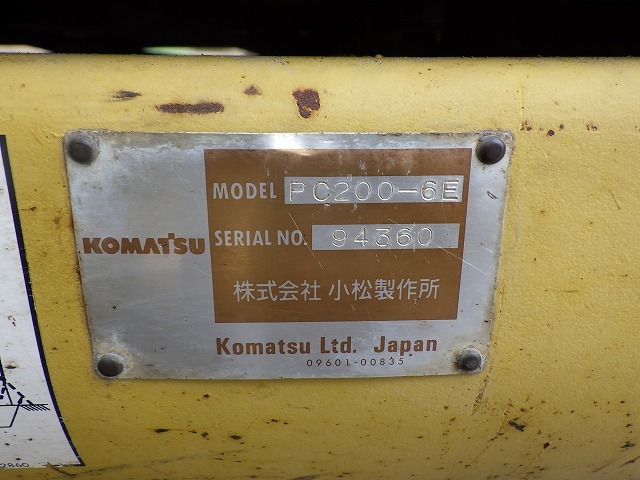 MODEL PC200-6E
KOMATSU
SERIAL NO. 94360
株式会社 小松製作所
Komatsu Ltd. Japan
09601-00835